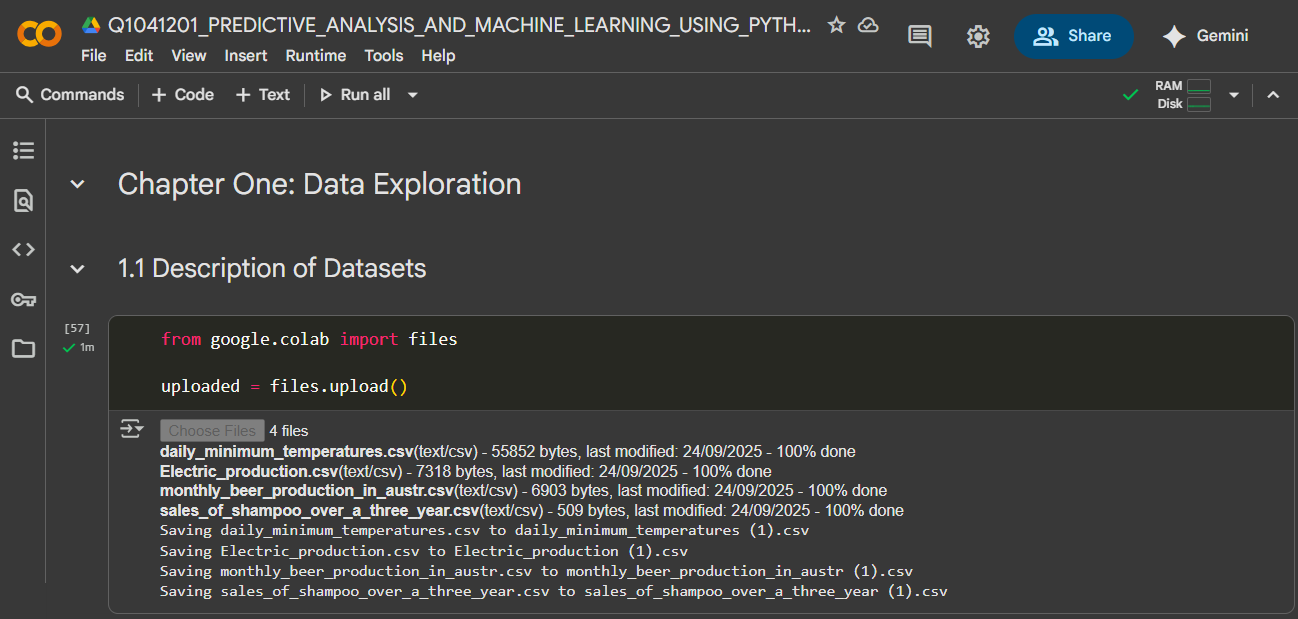 Q1041201_PREDICTIVE_ANALYSIS_AND_MACHINE_LEARNING_USING_PYTH...
File Edit View Insert Runtime Tools Help
Share
Gemini
Commands + Code + Text Run all
RAM
Disk
Chapter One: Data Exploration
1.1 Description of Datasets
[57]
1m
from google.colab import files
uploaded = files.upload()
Choose Files 4 files
daily_minimum_temperatures.csv(text/csv) - 55852 bytes, last modified: 24/09/2025 - 100% done
Electric_production.csv(text/csv) - 7318 bytes, last modified: 24/09/2025 - 100% done
monthly_beer_production_in_austr.csv(text/csv) - 6903 bytes, last modified: 24/09/2025 - 100% done
sales_of_shampoo_over_a_three_year.csv(text/csv) - 509 bytes, last modified: 24/09/2025 - 100% done
Saving daily_minimum_temperatures.csv to daily_minimum_temperatures (1).csv
Saving Electric_production.csv to Electric_production (1).csv
Saving monthly_beer_production_in_austr.csv to monthly_beer_production_in_austr (1).csv
Saving sales_of_shampoo_over_a_three_year.csv to sales_of_shampoo_over_a_three_year (1).csv